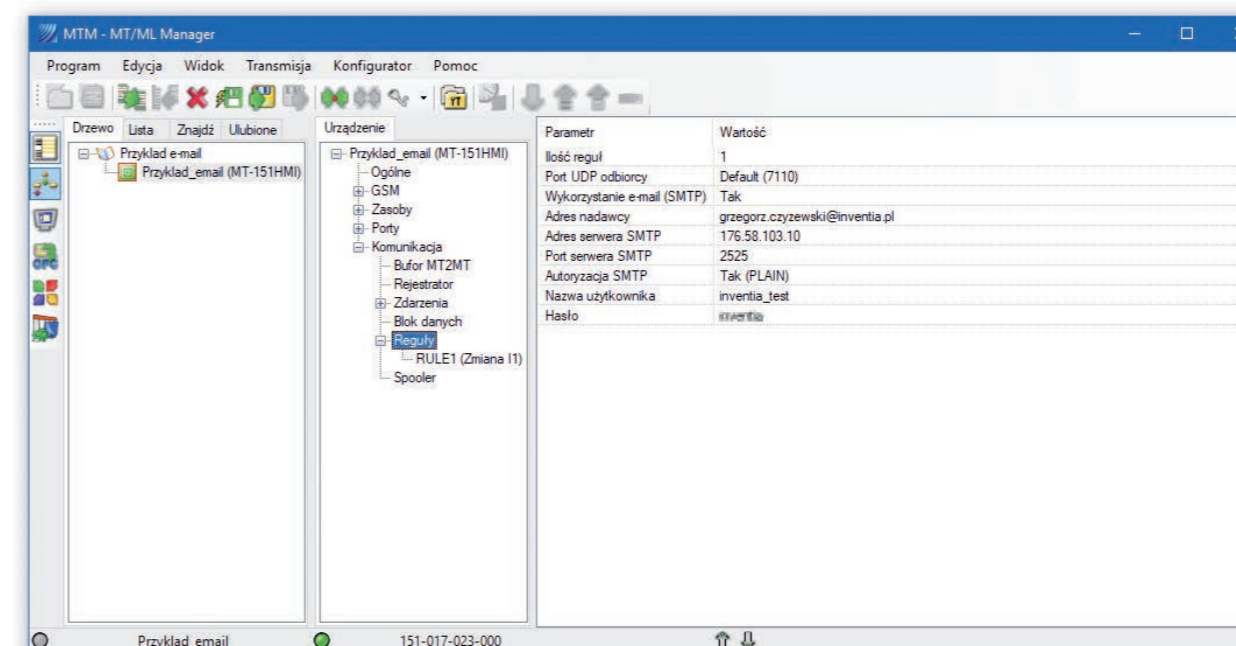 MTM - MT/ML Manager
Program Edycja Widok Transmisja Konfigurator Pomoc
Drzewo Lista Znajdź Ulubione
Przykład e-mail
Przyklad_email (MT-151HMI)
Urządzenie
Przyklad_email (MT-151HMI)
Ogólne
GSM
Zasoby
Porty
Komunikacja
Bufor MT2MT
Rejestrator
Zdarzenia
Blok danych
Reguły
RULE1 (Zmiana I1)
Spooler
Parametr Wartość
Ilość reguł 1
Port UDP odbiorcy Default (7110)
Wykorzystanie e-mail (SMTP) Tak
Adres nadawcy grzegorz.czyzewski@inventia.pl
Adres serwera SMTP 176.58.103.10
Port serwera SMTP 2525
Autoryzacja SMTP Tak (PLAIN)
Nazwa użytkownika inventia_test
Hasło
Przyklad_email 151-017-023-000